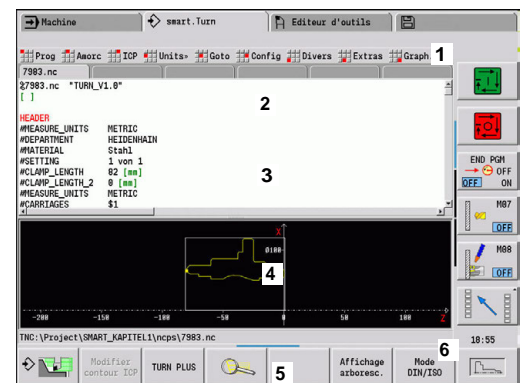 Machine
smart.Turn
Editeur d'outils
Prog Amorc ICP Units» Goto Config Divers Extras Graph. 1
7983.nc
%7983.nc "TURN_V1.0"
[ ]
2
HEADER
#MEASURE_UNITS METRIC
#DEPARTMENT HEIDENHAIN
#MATERIAL Stahl
#SETTING 1 von 1
#CLAMP_LENGTH 82 [mm]
3
#CLAMP_LENGTH_2 0 [mm]
#MEASURE_UNITS METRIC
#CARRIAGES $1
END PGM
OFF
OFF ON
M07
OFF
M08
OFF
X
Ø100
4
-200 -150 -100 -50 50 100 Z
TNC:\Project\SMART_KAPITEL1\ncps\7983.nc
6
10:55
Modifier
contour ICP
TURN PLUS
5
Affichage
arboresc.
Mode
DIN/ISO